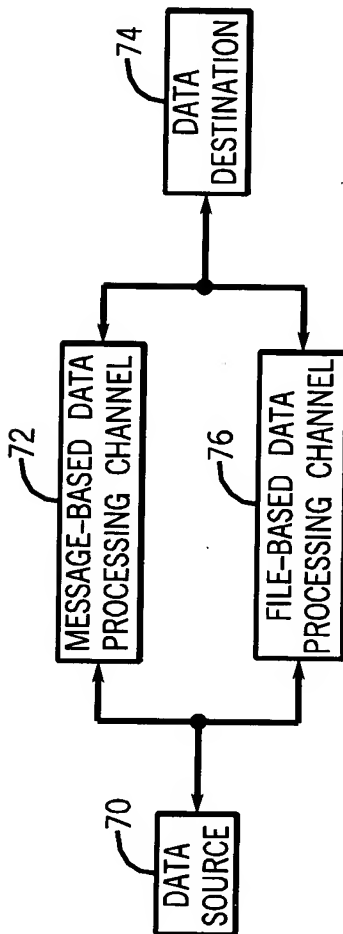 70
DATA
SOURCE
72
MESSAGE-BASED DATA
PROCESSING CHANNEL
76
FILE-BASED DATA
PROCESSING CHANNEL
74
DATA
DESTINATION